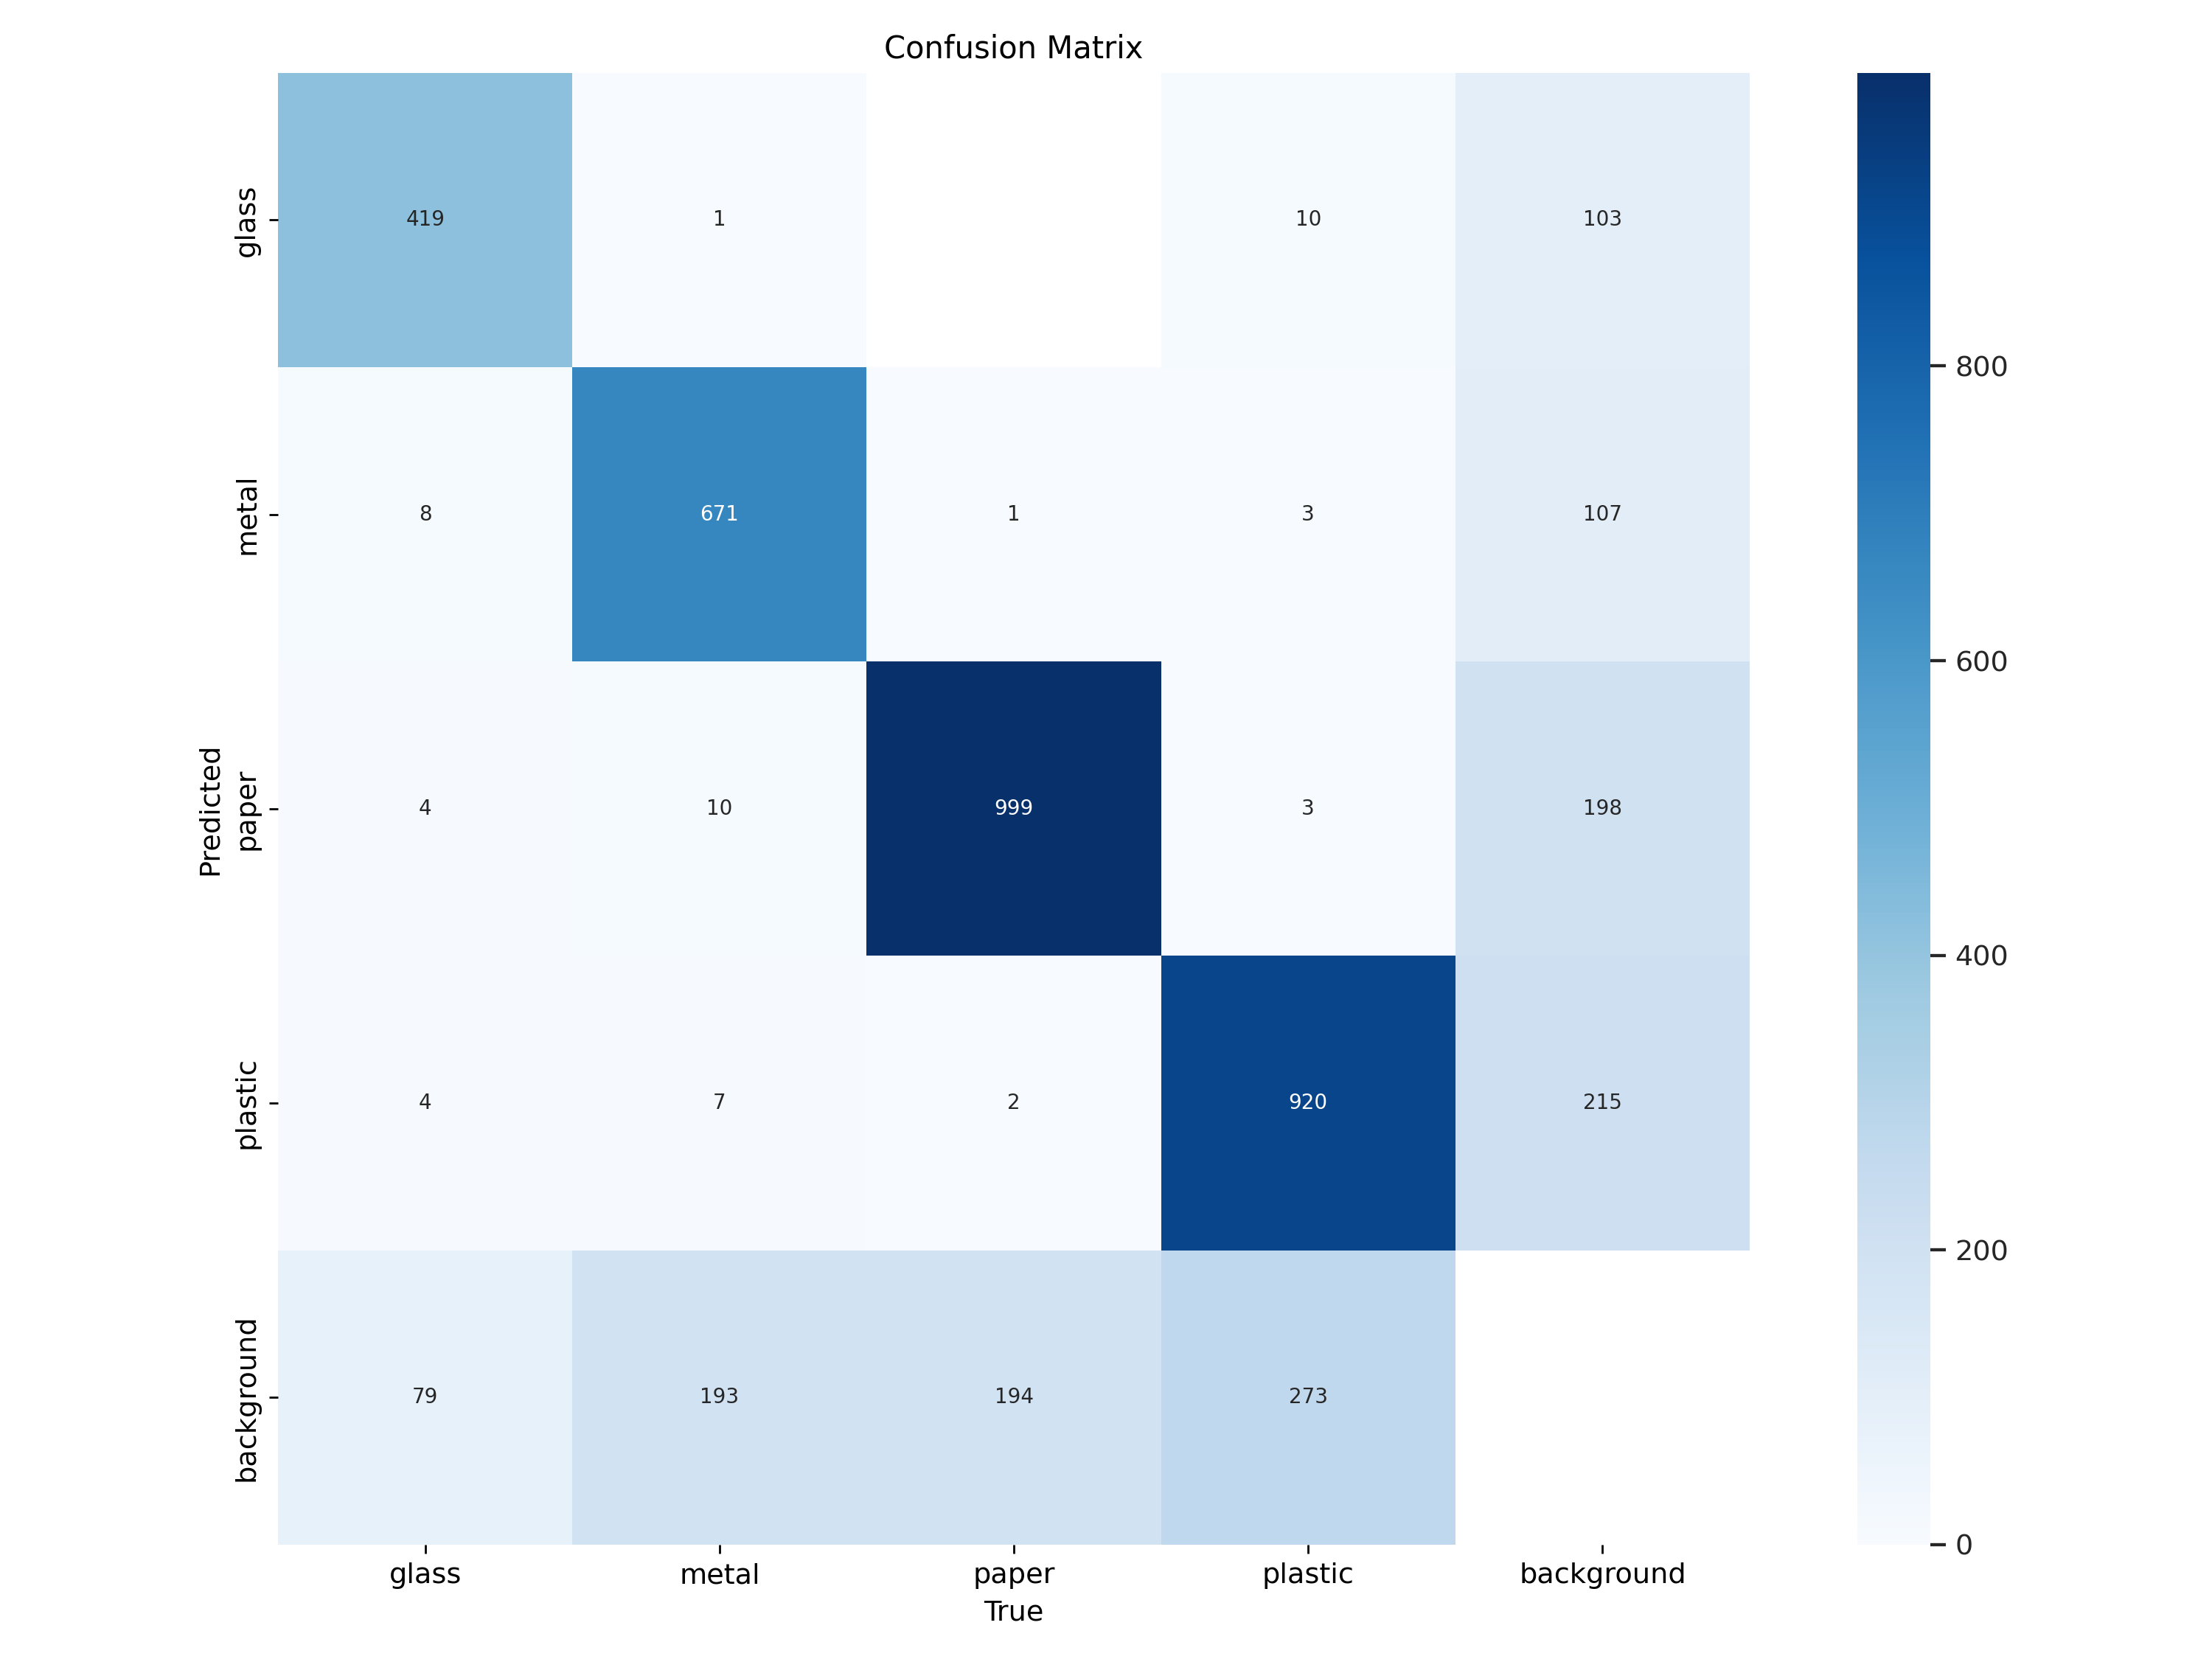 Confusion Matrix
glass
419
1
10
103
metal
8
671
1
3
107
Predicted
paper
4
10
999
3
198
plastic
4
7
2
920
215
background
79
193
194
273
glass
metal
paper
plastic
background
True
800
600
400
200
0